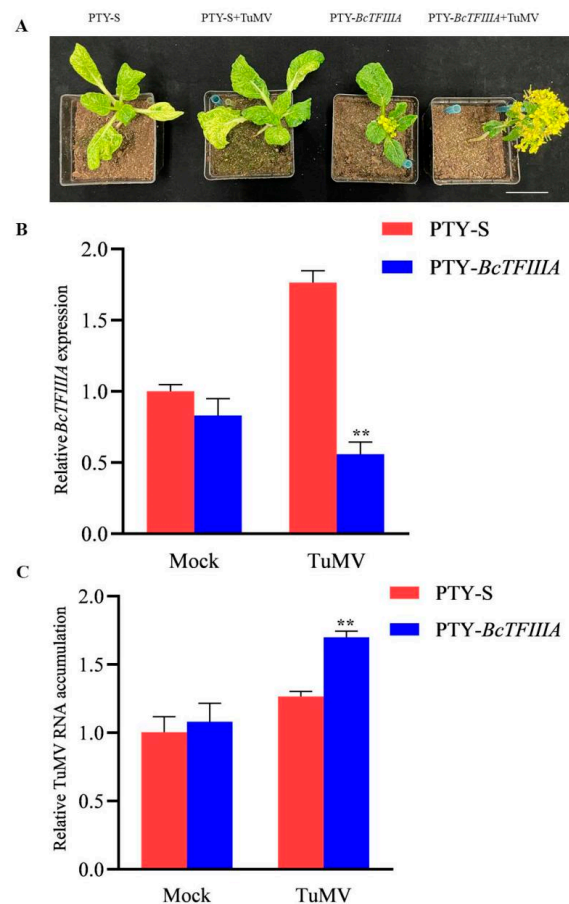 A
PTY-S PTY-S+TuMV PTY-BcTFIIIA PTY-BcTFIIIA+TuMV
B
PTY-S
PTY-BcTFIIIA
Relative BcTFIIIA expression
2.0
1.5
1.0
0.5
0.0
**
Mock TuMV
C
PTY-S
PTY-BcTFIIIA
Relative TuMV RNA accumulation
2.0
1.5
1.0
0.5
0.0
**
Mock TuMV